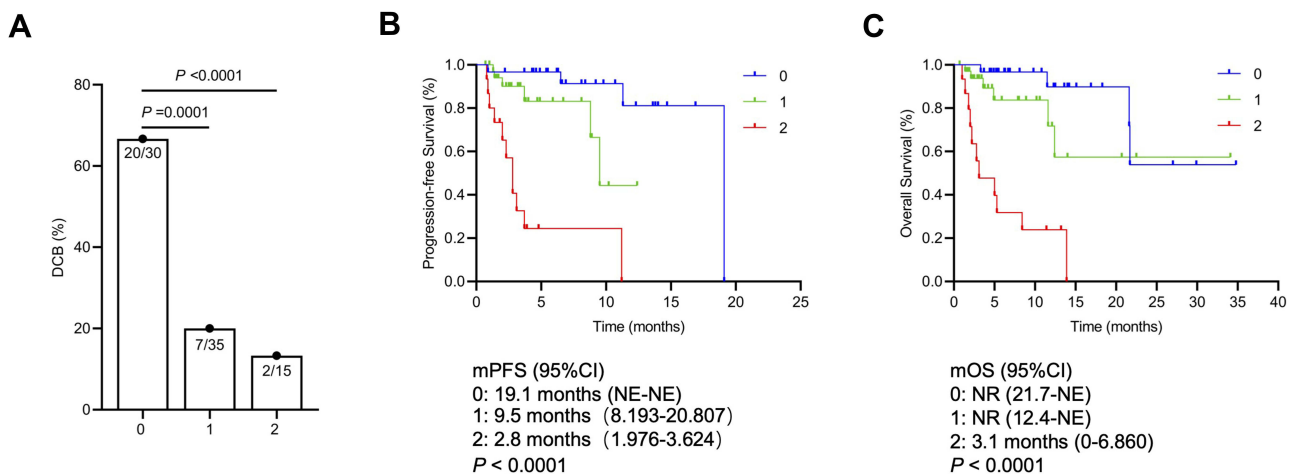 A
DCB (%)
80
60
40
20
0
P <0.0001
P =0.0001
20/30
7/35
2/15
0
1
2
B
Progression-free Survival (%)
1.0
0.8
0.6
0.4
0.2
0.0
0
1
2
0
5
10
15
20
25
Time (months)
mPFS (95%CI)
0: 19.1 months (NE-NE)
1: 9.5 months（8.193-20.807）
2: 2.8 months（1.976-3.624）
P < 0.0001
C
Overall Survival (%)
1.0
0.8
0.6
0.4
0.2
0.0
0
1
2
0
5
10
15
20
25
30
35
40
Time (months)
mOS (95%CI)
0: NR (21.7-NE)
1: NR (12.4-NE)
2: 3.1 months (0-6.860)
P < 0.0001